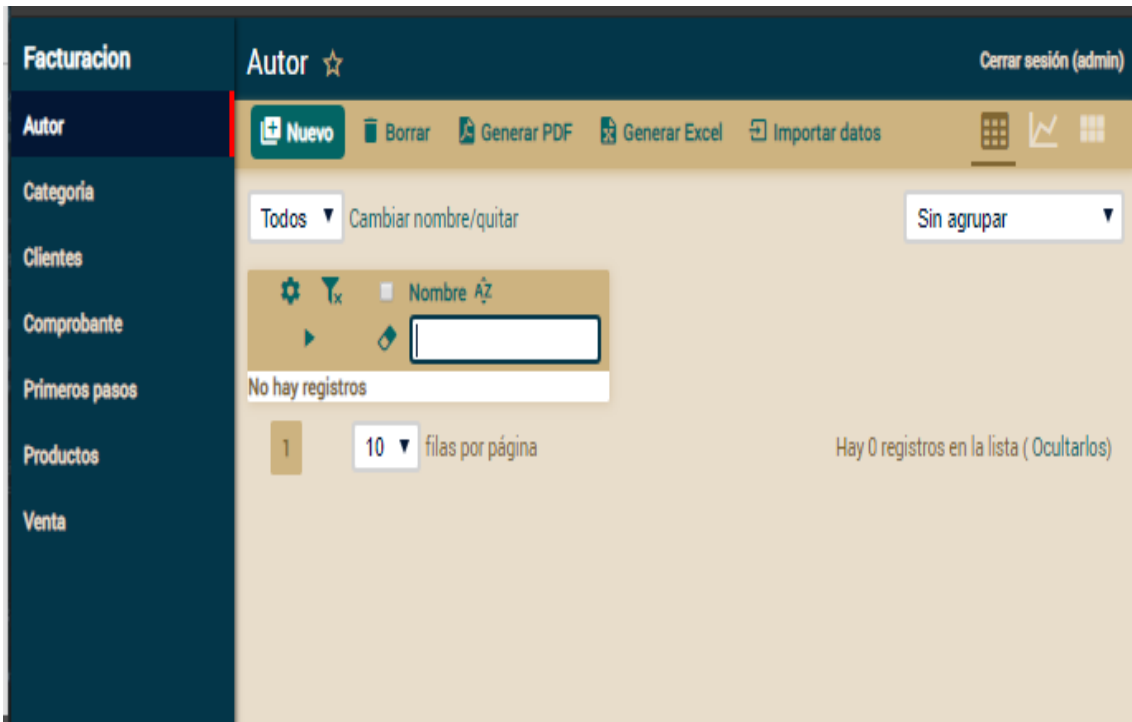 Facturacion
Autor
Categoria
Clientes
Comprobante
Primeros pasos
Productos
Venta
Autor
Cerrar sesión (admin)
Nuevo Borrar Generar PDF Generar Excel Importar datos
Todos Cambiar nombre/quitar Sin agrupar
Nombre
No hay registros
1 10 filas por página Hay 0 registros en la lista ( Ocultarlos)